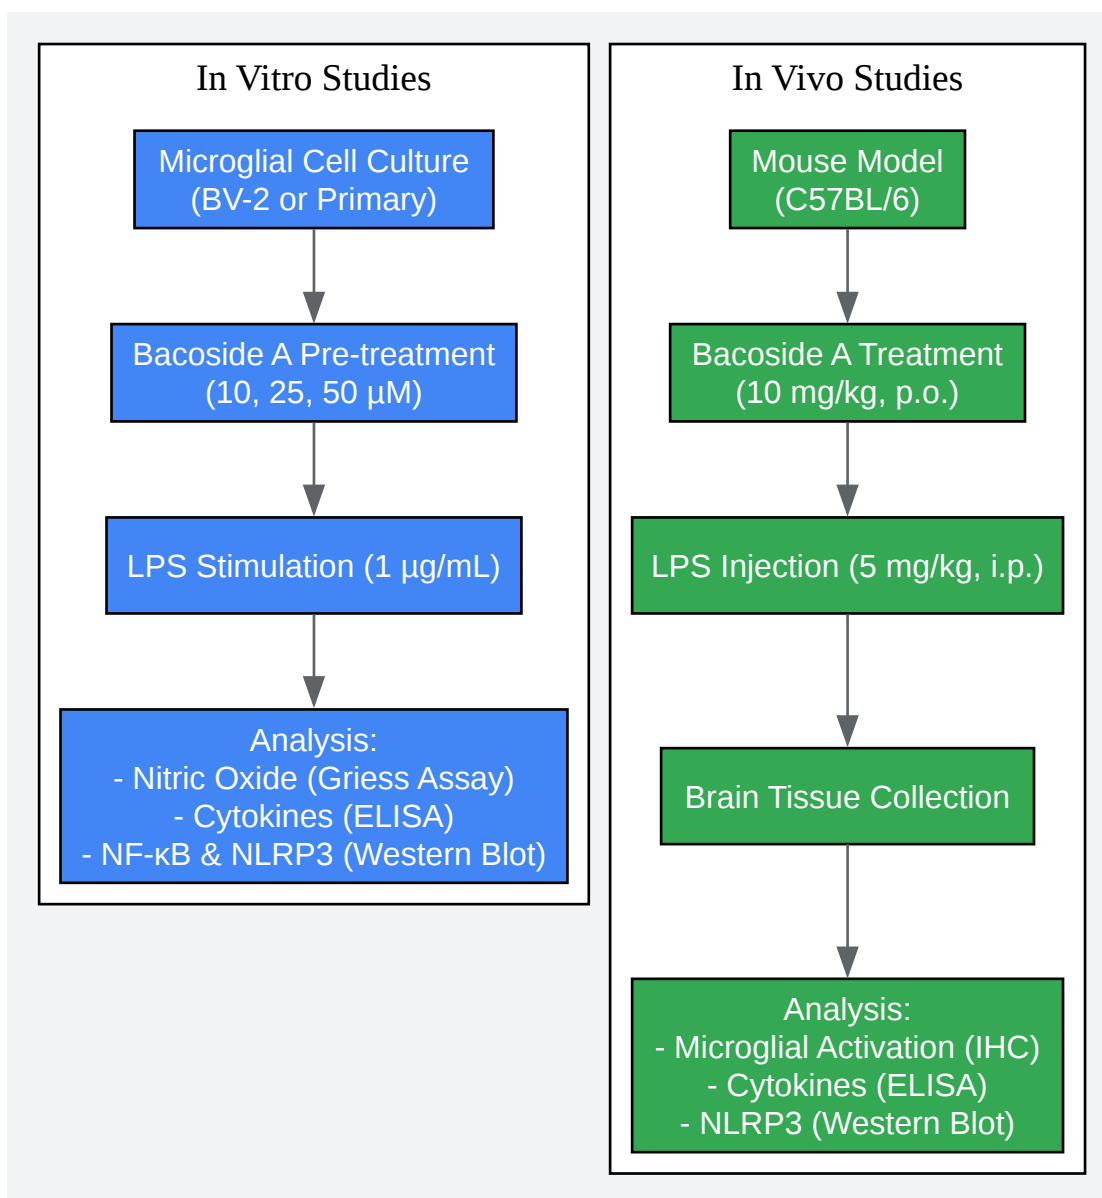 In Vitro Studies
Microglial Cell Culture
(BV-2 or Primary)
Bacoside A Pre-treatment
(10, 25, 50 µM)
LPS Stimulation (1 µg/mL)
Analysis:
- Nitric Oxide (Griess Assay)
- Cytokines (ELISA)
- NF-κB & NLRP3 (Western Blot)
In Vivo Studies
Mouse Model
(C57BL/6)
Bacoside A Treatment
(10 mg/kg, p.o.)
LPS Injection (5 mg/kg, i.p.)
Brain Tissue Collection
Analysis:
- Microglial Activation (IHC)
- Cytokines (ELISA)
- NLRP3 (Western Blot)